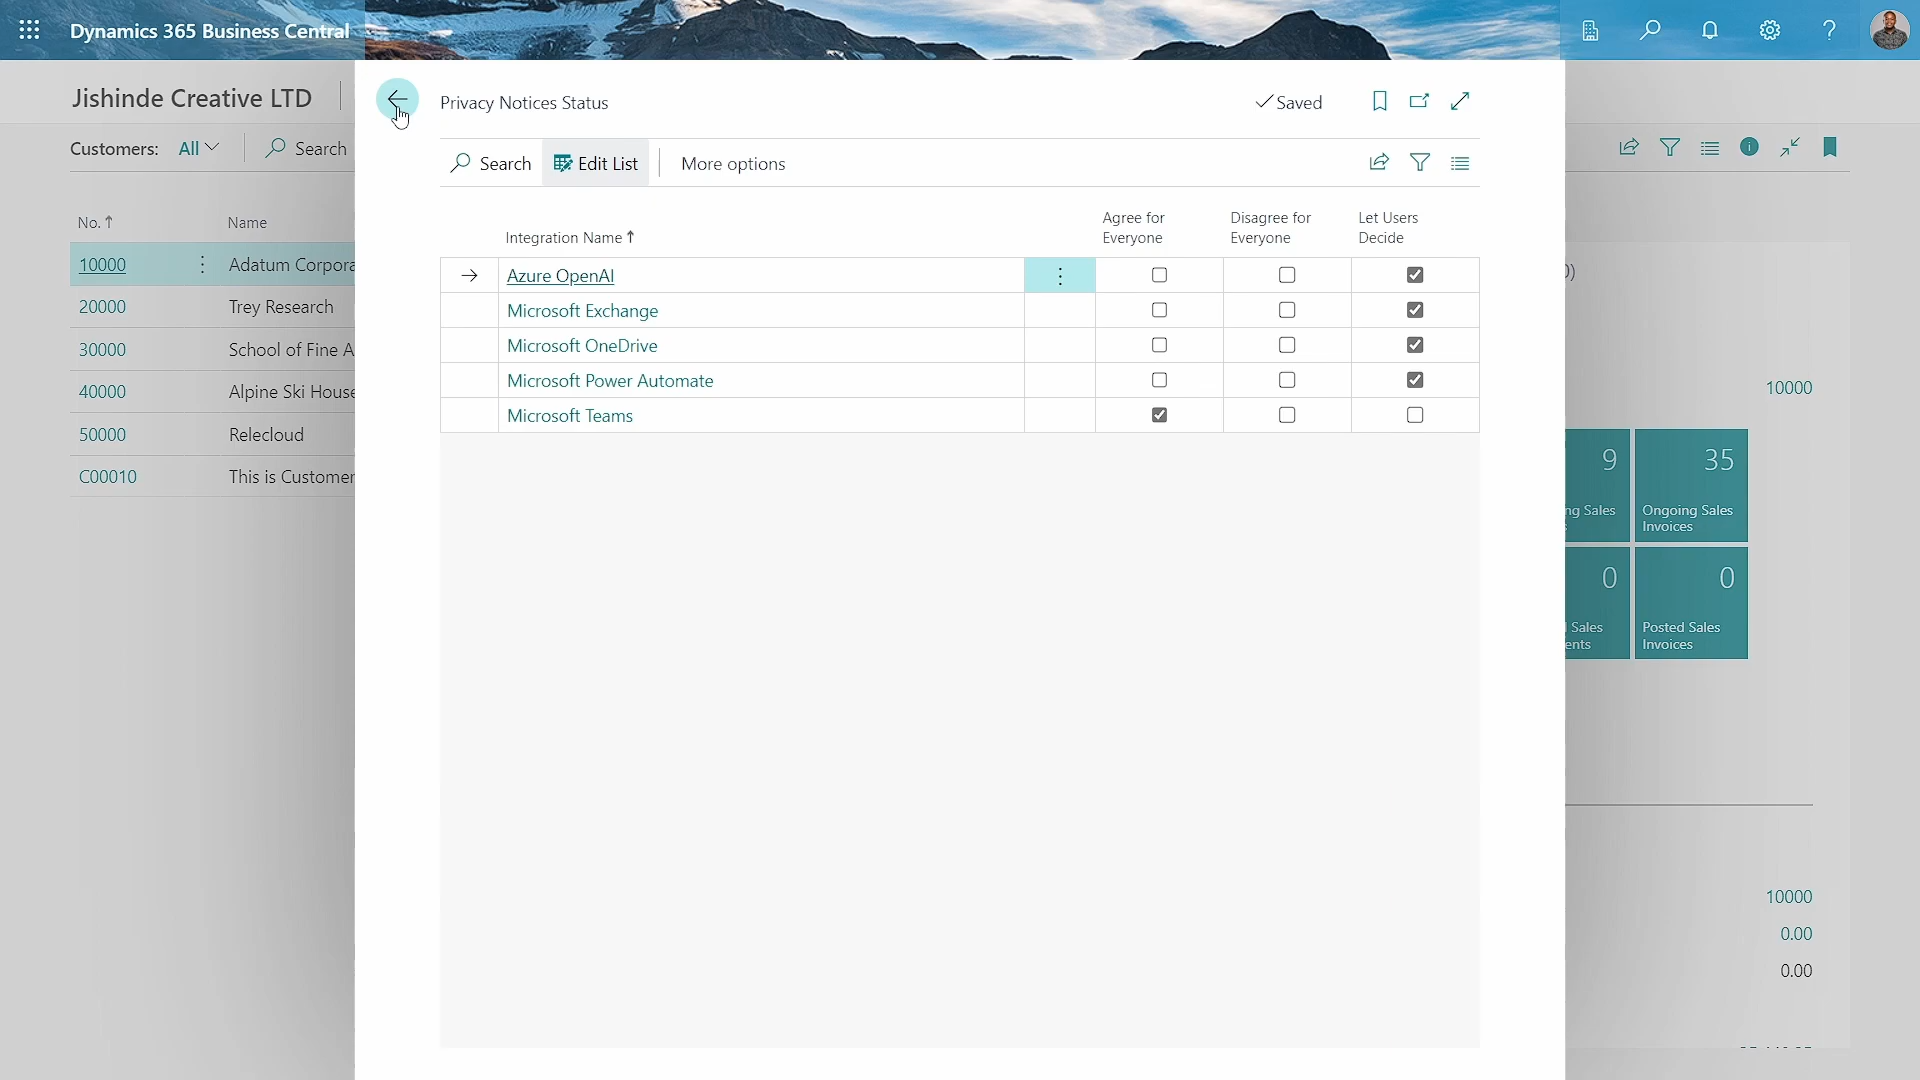 Dynamics 365 Business Central
Jishinde Creative LTD
Customers: All
Search
No. ↑ Name
10000 Adatum Corpora
20000 Trey Research
30000 School of Fine A
40000 Alpine Ski House
50000 Relecloud
C00010 This is Customer
Privacy Notices Status
✓Saved
Search Edit List More options
Integration Name ↑ Agree for Everyone Disagree for Everyone Let Users Decide
Azure OpenAI
Microsoft Exchange
Microsoft OneDrive
Microsoft Power Automate
Microsoft Teams
)
10000
9
ng Sales
35
Ongoing Sales
Invoices
0
Sales
ents
0
Posted Sales
Invoices
10000
0.00
0.00